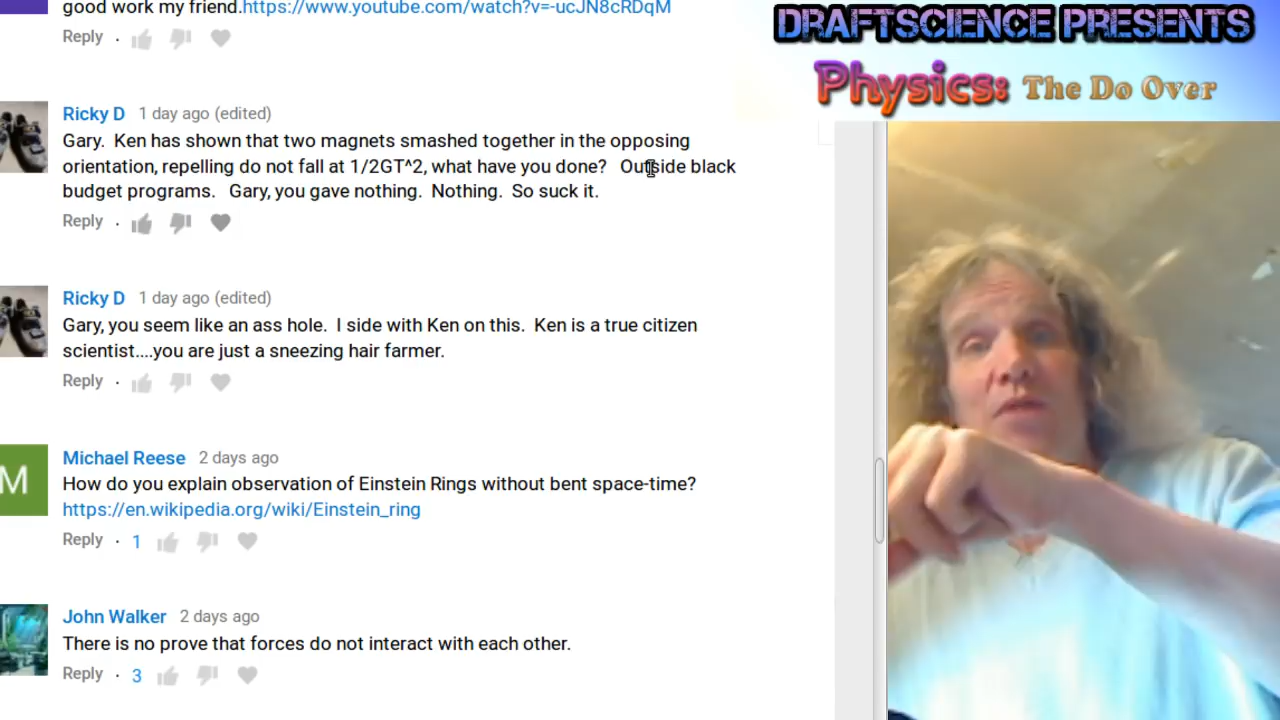 good work my friend.https://www.youtube.com/watch?v=-ucJN8cRDqM
Reply ·
DRAFTSCIENCE PRESENTS
Physics: The Do Over
Ricky D 1 day ago (edited)
Gary. Ken has shown that two magnets smashed together in the opposing
orientation, repelling do not fall at 1/2GT^2, what have you done? Outside black
budget programs. Gary, you gave nothing. Nothing. So suck it.
Reply ·
Ricky D 1 day ago (edited)
Gary, you seem like an ass hole. I side with Ken on this. Ken is a true citizen
scientist....you are just a sneezing hair farmer.
Reply ·
M
Michael Reese 2 days ago
How do you explain observation of Einstein Rings without bent space-time?
https://en.wikipedia.org/wiki/Einstein_ring
Reply · 1
John Walker 2 days ago
There is no prove that forces do not interact with each other.
Reply · 3